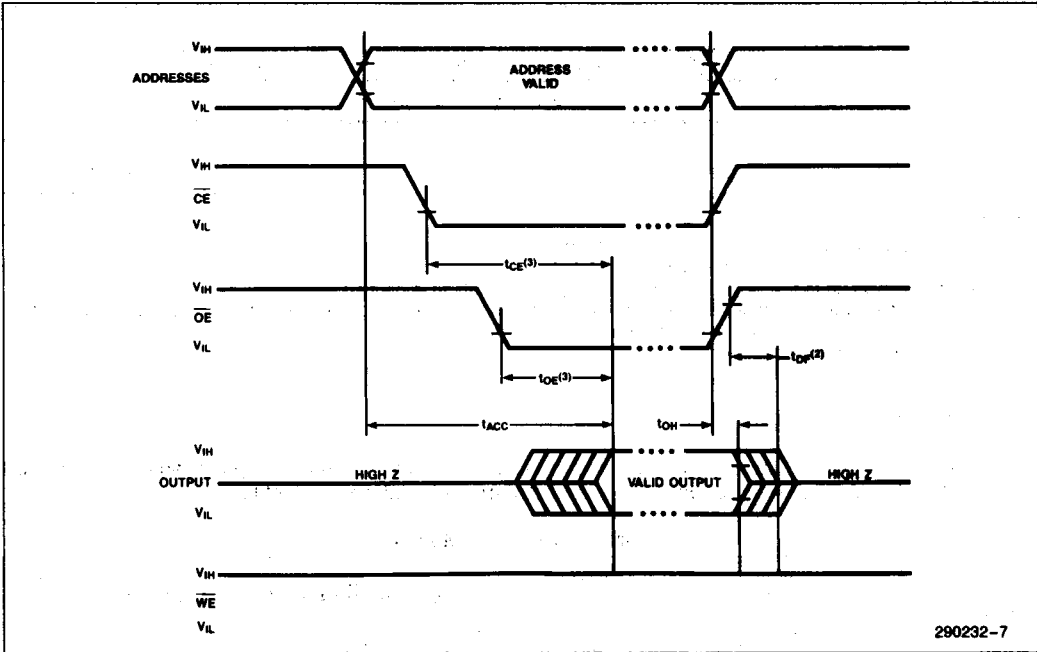 VIH
ADDRESSES
VIL
ADDRESS
VALID
VIH
CE
VIL
tCE(3)
VIH
OE
VIL
tOE(3)
tDF(2)
tACC
tOH
VIH
OUTPUT
VIL
HIGH Z
VALID OUTPUT
HIGH Z
VIH
WE
VIL
290232-7